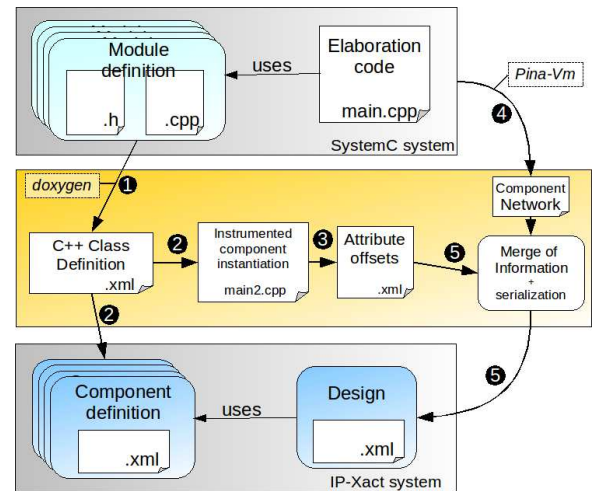 Module
definition
.h
.cpp
uses
Elaboration
code
main.cpp
SystemC system
Pina-Vm
4
doxygen
1
C++ Class
Definition
.xml
2
Instrumented
component
instantiation
main2.cpp
3
Attribute
offsets
.xml
5
Component
Network
Merge of
Information
+
serialization
2
5
Component
definition
.xml
uses
Design
.xml
IP-Xact system